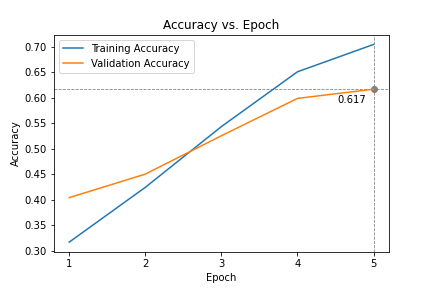 Accuracy vs. Epoch
Training Accuracy
Validation Accuracy
0.70
0.65
0.60
0.55
0.50
0.45
0.40
0.35
0.30
Accuracy
0.617
1 2 3 4 5
Epoch